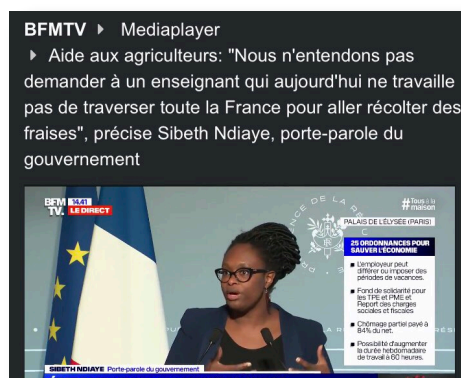 BFMTV ▸ Mediaplayer
▸ Aide aux agriculteurs: "Nous n'entendons pas
demander à un enseignant qui aujourd'hui ne travaille
pas de traverser toute la France pour aller récolter des
fraises", précise Sibeth Ndiaye, porte-parole du
gouvernement
BFM 14.41
TV. LE DIRECT
#Tous à la
maison
PALAIS DE L'ÉLYSÉE (PARIS)
25 ORDONNANCES POUR
SAUVER L'ÉCONOMIE
▪ L'employeur peut
différer ou imposer des
périodes de vacances.
▪ Fond de solidarité pour
les TPE et PME et
Report des charges
sociales et fiscales
▪ Chômage partiel payé à
84% du net.
▪ Possibilité d'augmenter
la durée hebdomadaire
de travail à 60 heures.
SIBETH NDIAYE Porte-parole du gouvernement